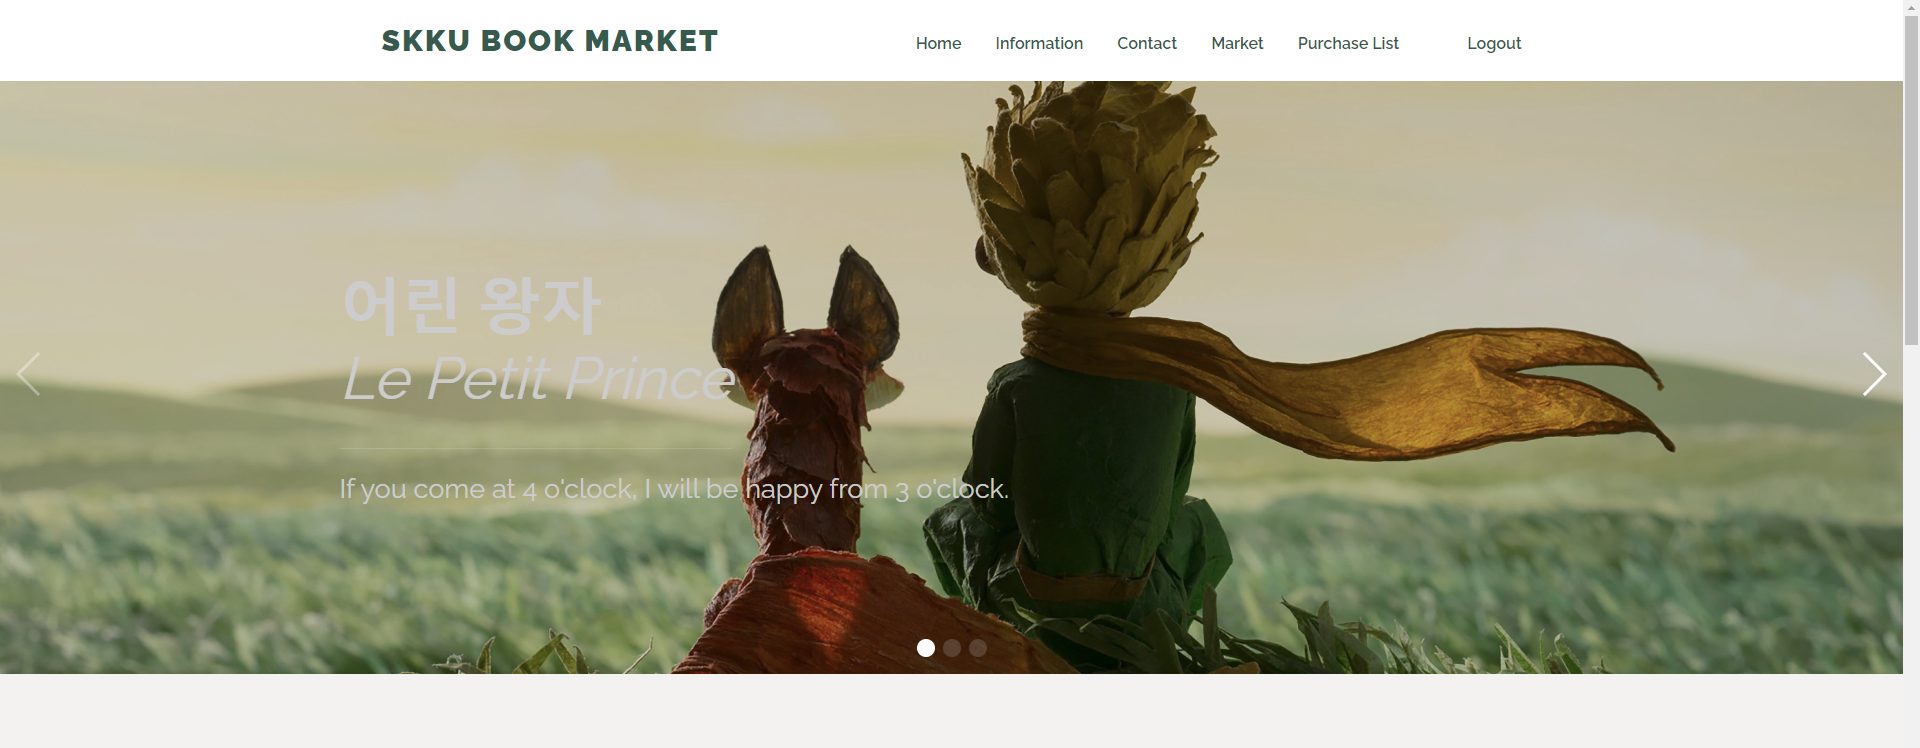 SKKU BOOK MARKET
Home Information Contact Market Purchase List Logout
어린 왕자
Le Petit Prince
If you come at 4 o'clock, I will be happy from 3 o'clock.